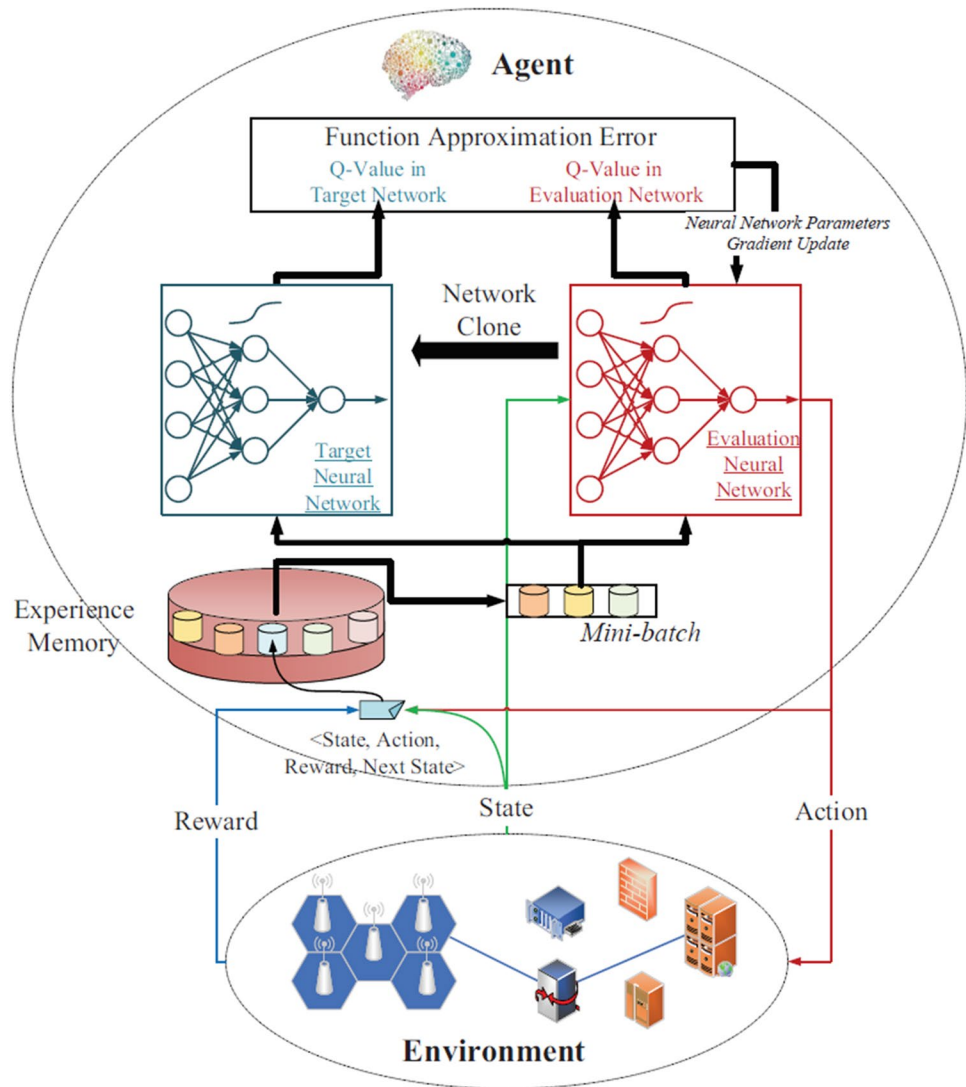 Agent
Function Approximation Error
Q-Value in
Target Network
Q-Value in
Evaluation Network
Neural Network Parameters
Gradient Update
Network
Clone
Target
Neural
Network
Evaluation
Neural
Network
Experience
Memory
Mini-batch
<State, Action,
Reward, Next State>
Reward
State
Action
Environment